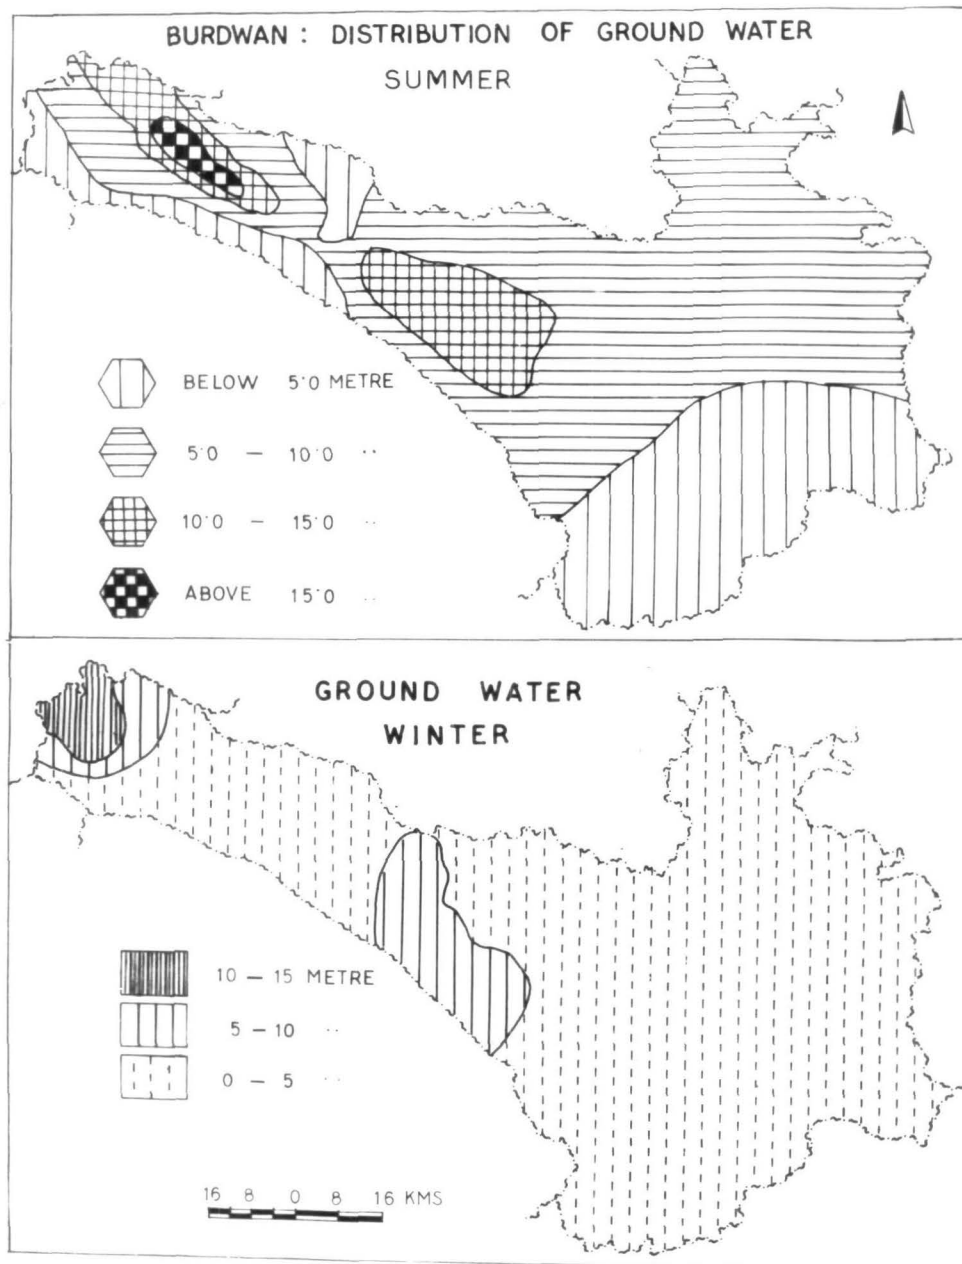 BURDWAN : DISTRIBUTION OF GROUND WATER
SUMMER
BELOW 5·0 METRE
5·0 — 10·0 ··
10·0 — 15·0 ··
ABOVE 15·0 ··
GROUND WATER
WINTER
10 — 15 METRE
5 — 10 ··
0 — 5 ··
16 8 0 8 16 KMS